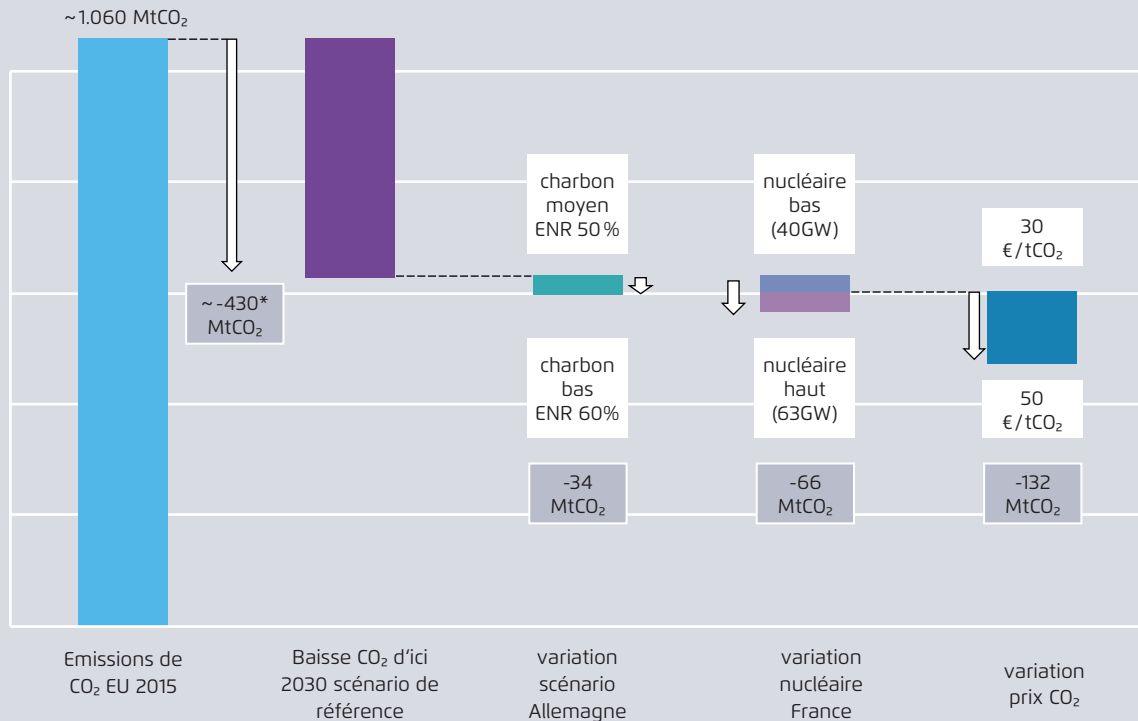 ~1.060 MtCO₂
~ -430*
MtCO₂
charbon
moyen
ENR 50 %
charbon
bas
ENR 60%
-34
MtCO₂
nucléaire
bas
(40GW)
nucléaire
haut
(63GW)
-66
MtCO₂
30
€/tCO₂
50
€/tCO₂
-132
MtCO₂
Emissions de
CO₂ EU 2015
Baisse CO₂ d'ici
2030 scénario de
référence
variation
scénario
Allemagne
variation
nucléaire
France
variation
prix CO₂